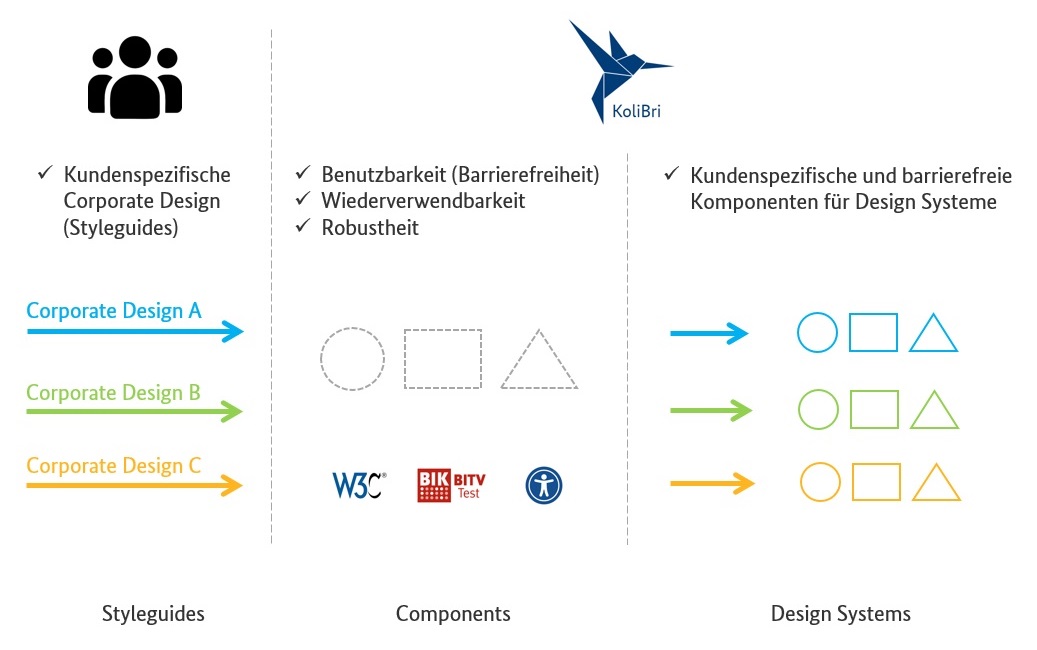 KoliBri
Kundenspezifische
Corporate Design
(Styleguides)
Benutzbarkeit (Barrierefreiheit)
Wiederverwendbarkeit
Robustheit
Kundenspezifische und barrierefreie
Komponenten für Design Systeme
Corporate Design A
Corporate Design B
Corporate Design C
W3C®
BIK BITV
Test
Styleguides
Components
Design Systems